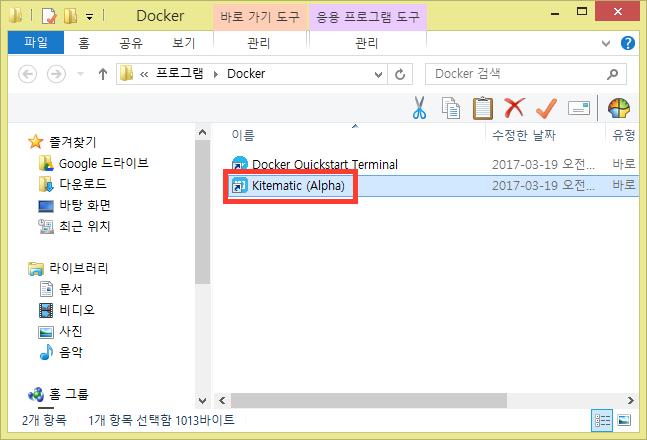 Docker
바로 가기 도구
응용 프로그램 도구
파일
홈
공유
보기
관리
관리
« 프로그램 ▸ Docker
Docker 검색
이름
수정한 날짜
유형
Docker Quickstart Terminal
2017-03-19 오전...
바로
Kitematic (Alpha)
2017-03-19 오전...
바로
즐겨찾기
Google 드라이브
다운로드
바탕 화면
최근 위치
라이브러리
문서
비디오
사진
음악
홈 그룹
2개 항목
1개 항목 선택함 1013바이트